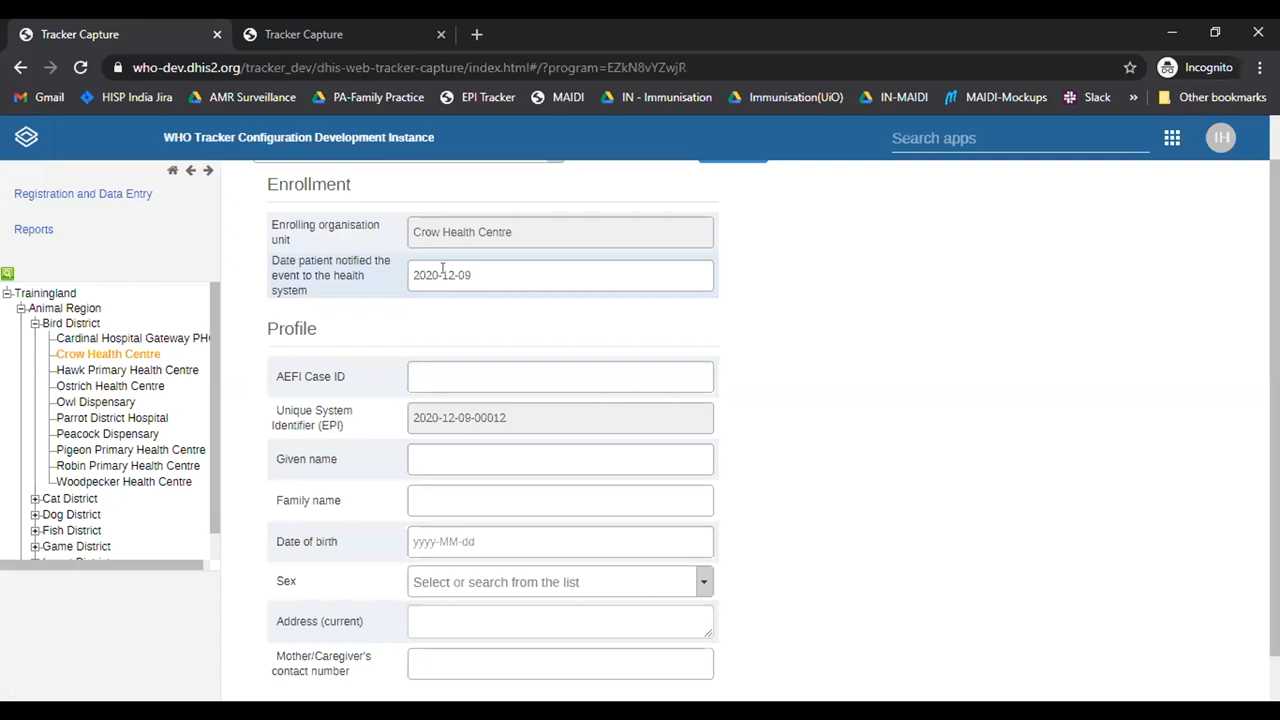 Tracker Capture
Tracker Capture
who-dev.dhis2.org/tracker_dev/dhis-web-tracker-capture/index.html#/?program=EZkN8vYZwjR
Incognito
Gmail
HISP India Jira
AMR Surveillance
PA-Family Practice
EPI Tracker
MAIDI
IN - Immunisation
Immunisation(UiO)
IN-MAIDI
MAIDI-Mockups
Slack
»
Other bookmarks
WHO Tracker Configuration Development Instance
Search apps
IH
Registration and Data Entry
Reports
Trainingland
Animal Region
Bird District
Cardinal Hospital Gateway PH
Crow Health Centre
Hawk Primary Health Centre
Ostrich Health Centre
Owl Dispensary
Parrot District Hospital
Peacock Dispensary
Pigeon Primary Health Centre
Robin Primary Health Centre
Woodpecker Health Centre
Cat District
Dog District
Fish District
Game District
Enrollment
Enrolling organisation
unit
Crow Health Centre
Date patient notified the
event to the health
system
2020-12-09
Profile
AEFI Case ID
Unique System
Identifier (EPI)
2020-12-09-00012
Given name
Family name
Date of birth
yyyy-MM-dd
Sex
Select or search from the list
Address (current)
Mother/Caregiver's
contact number